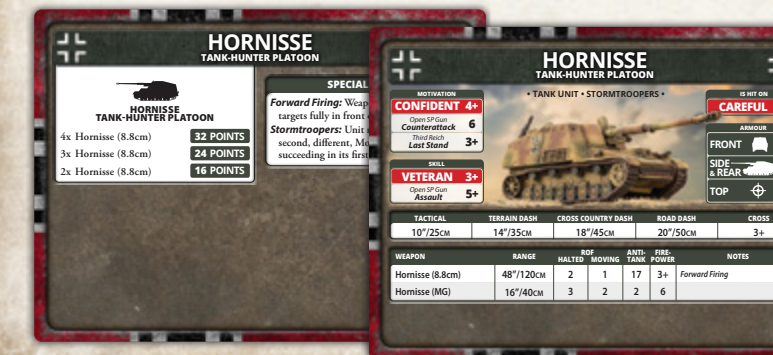 HORNISSE
TANK-HUNTER PLATOON
HORNISSE
TANK-HUNTER PLATOON
4x Hornisse (8.8cm) 32 POINTS
3x Hornisse (8.8cm) 24 POINTS
2x Hornisse (8.8cm) 16 POINTS
SPECIAL
Forward Firing: Weap
targets fully in front
Stormtroopers: Unit
second, different, Mo
succeeding in its first
HORNISSE
TANK-HUNTER PLATOON
• TANK UNIT • STORMTROOPERS •
MOTIVATION
CONFIDENT 4+
Open SP Gun
Counterattack 6
Third Reich
Last Stand 3+
SKILL
VETERAN 3+
Open SP Gun
Assault 5+
IS HIT ON
CAREFUL
ARMOUR
FRONT
SIDE
& REAR
TOP
TACTICAL TERRAIN DASH CROSS COUNTRY DASH ROAD DASH CROSS
10"/25CM 14"/35CM 18"/45CM 20"/50CM 3+
WEAPON RANGE ROF HALTED MOVING ANTI-TANK FIRE-POWER NOTES
Hornisse (8.8cm) 48"/120CM 2 1 17 3+ Forward Firing
Hornisse (MG) 16"/40CM 3 2 2 6